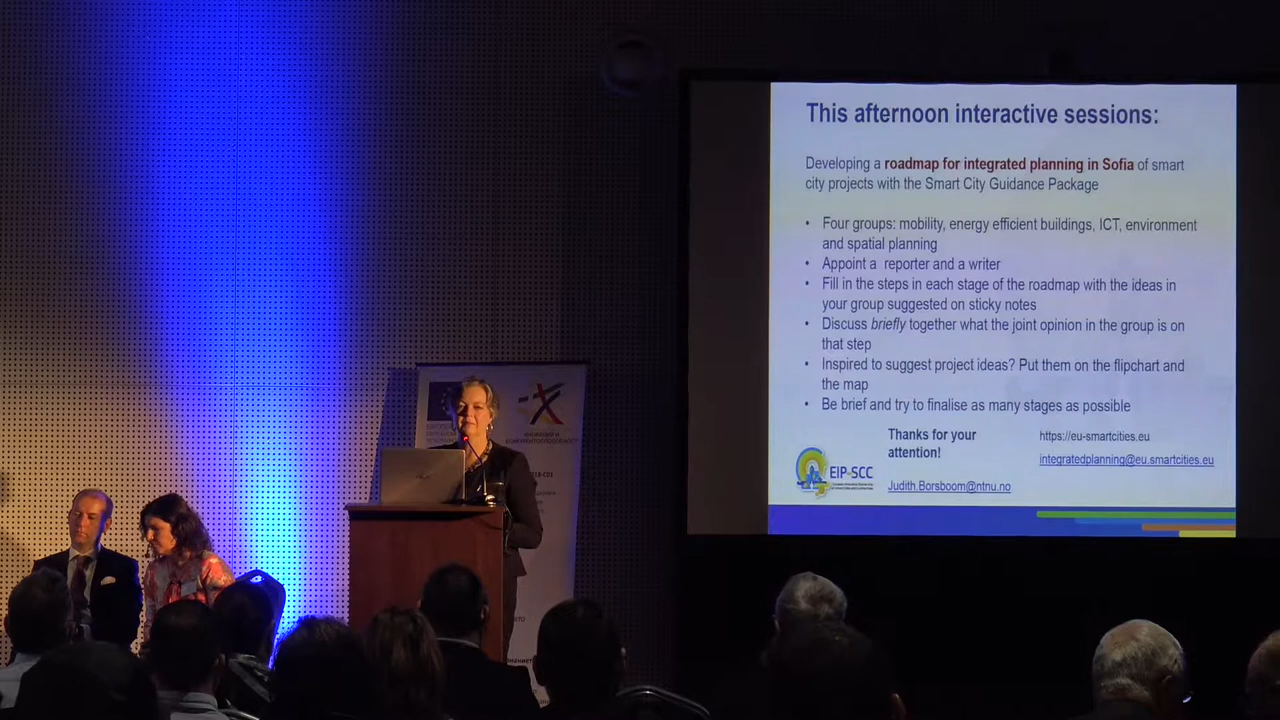 This afternoon interactive sessions:
Developing a roadmap for integrated planning in Sofia of smart
city projects with the Smart City Guidance Package
• Four groups: mobility, energy efficient buildings, ICT, environment
and spatial planning
• Appoint a reporter and a writer
• Fill in the steps in each stage of the roadmap with the ideas in
your group suggested on sticky notes
• Discuss briefly together what the joint opinion in the group is on
that step
• Inspired to suggest project ideas? Put them on the flipchart and
the map
• Be brief and try to finalise as many stages as possible
Thanks for your
attention!
https://eu-smartcities.eu
integratedplanning@eu.smartcities.eu
EIP-SCC
Judith.Borsboom@ntnu.no
ИНОВАЦИИ И
КОНКУРЕНТОСПОСОБНОСТ